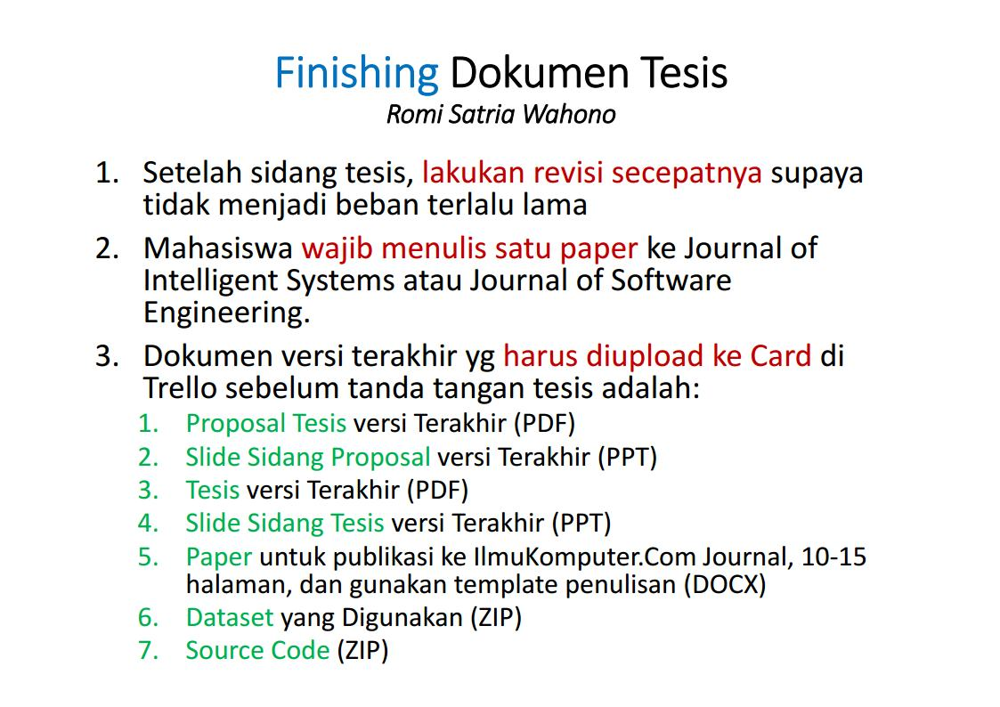 Finishing Dokumen Tesis
Romi Satria Wahono
1. Setelah sidang tesis, lakukan revisi secepatnya supaya
tidak menjadi beban terlalu lama
2. Mahasiswa wajib menulis satu paper ke Journal of
Intelligent Systems atau Journal of Software
Engineering.
3. Dokumen versi terakhir yg harus diupload ke Card di
Trello sebelum tanda tangan tesis adalah:
1. Proposal Tesis versi Terakhir (PDF)
2. Slide Sidang Proposal versi Terakhir (PPT)
3. Tesis versi Terakhir (PDF)
4. Slide Sidang Tesis versi Terakhir (PPT)
5. Paper untuk publikasi ke IlmuKomputer.Com Journal, 10-15
halaman, dan gunakan template penulisan (DOCX)
6. Dataset yang Digunakan (ZIP)
7. Source Code (ZIP)